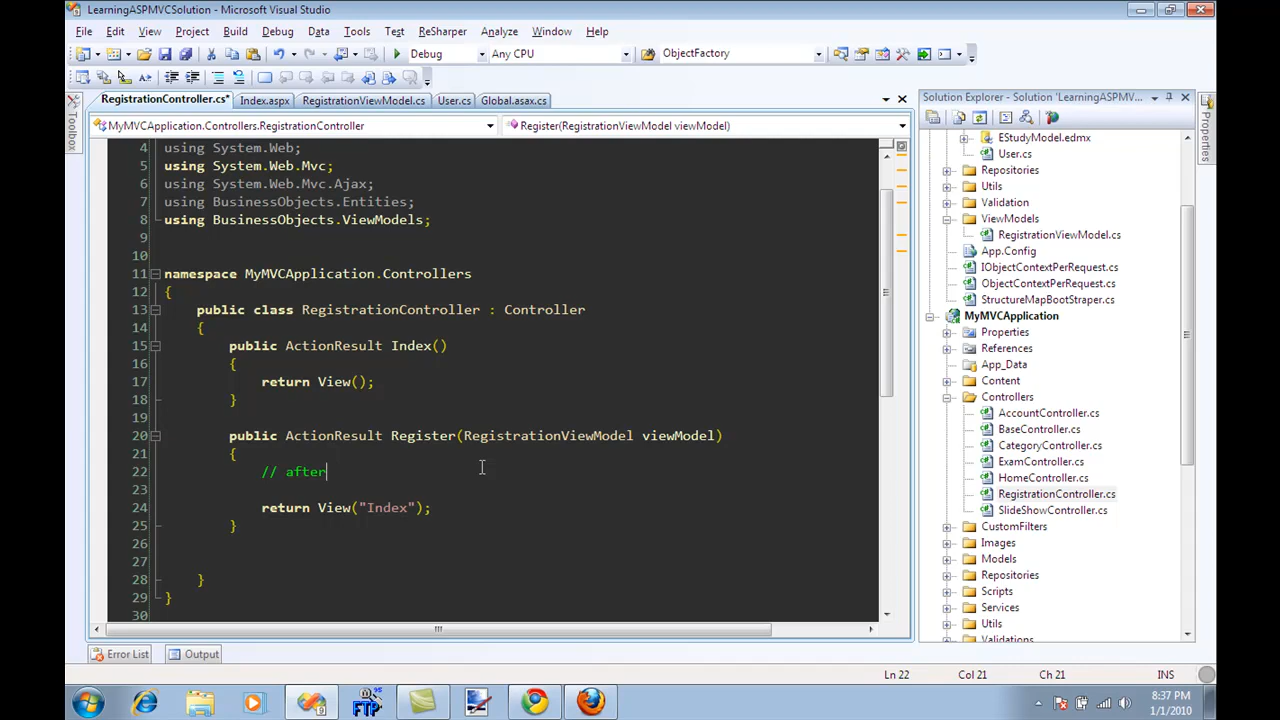 LearningASPMVCSolution - Microsoft Visual Studio
File Edit View Project Build Debug Data Tools Test ReSharper Analyze Window Help
Debug Any CPU ObjectFactory
RegistrationController.cs* Index.aspx RegistrationViewModel.cs User.cs Global.asax.cs
MyMVCApplication.Controllers.RegistrationController Register(RegistrationViewModel viewModel)
Toolbox
4 using System.Web;
5 using System.Web.Mvc;
6 using System.Web.Mvc.Ajax;
7 using BusinessObjects.Entities;
8 using BusinessObjects.ViewModels;
9
10
11 namespace MyMVCApplication.Controllers
12 {
13 public class RegistrationController : Controller
14 {
15 public ActionResult Index()
16 {
17 return View();
18 }
19
20 public ActionResult Register(RegistrationViewModel viewModel)
21 {
22 // after
23
24 return View("Index");
25 }
26
27
28 }
29 }
30
Solution Explorer - Solution 'LearningASPMV...
EStudyModel.edmx
User.cs
Repositories
Utils
Validation
ViewModels
RegistrationViewModel.cs
App.Config
IObjectContextPerRequest.cs
ObjectContextPerRequest.cs
StructureMapBootStraper.cs
MyMVCApplication
Properties
References
App_Data
Content
Controllers
AccountController.cs
BaseController.cs
CategoryController.cs
ExamController.cs
HomeController.cs
RegistrationController.cs
SlideShowController.cs
CustomFilters
Images
Models
Repositories
Scripts
Services
Utils
Validations
Properties
Error List Output
Ln 22 Col 21 Ch 21 INS
FTP
8:37 PM
1/1/2010